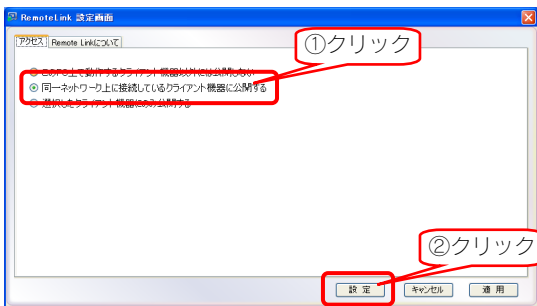 RemoteLink 設定画面
アクセス Remote Linkについて
①クリック
このPC上で動作するクライアント機器以外には公開しない
同一ネットワーク上に接続しているクライアント機器に公開する
選択したクライアント機器にのみ公開する
②クリック
設 定 キャンセル 適 用